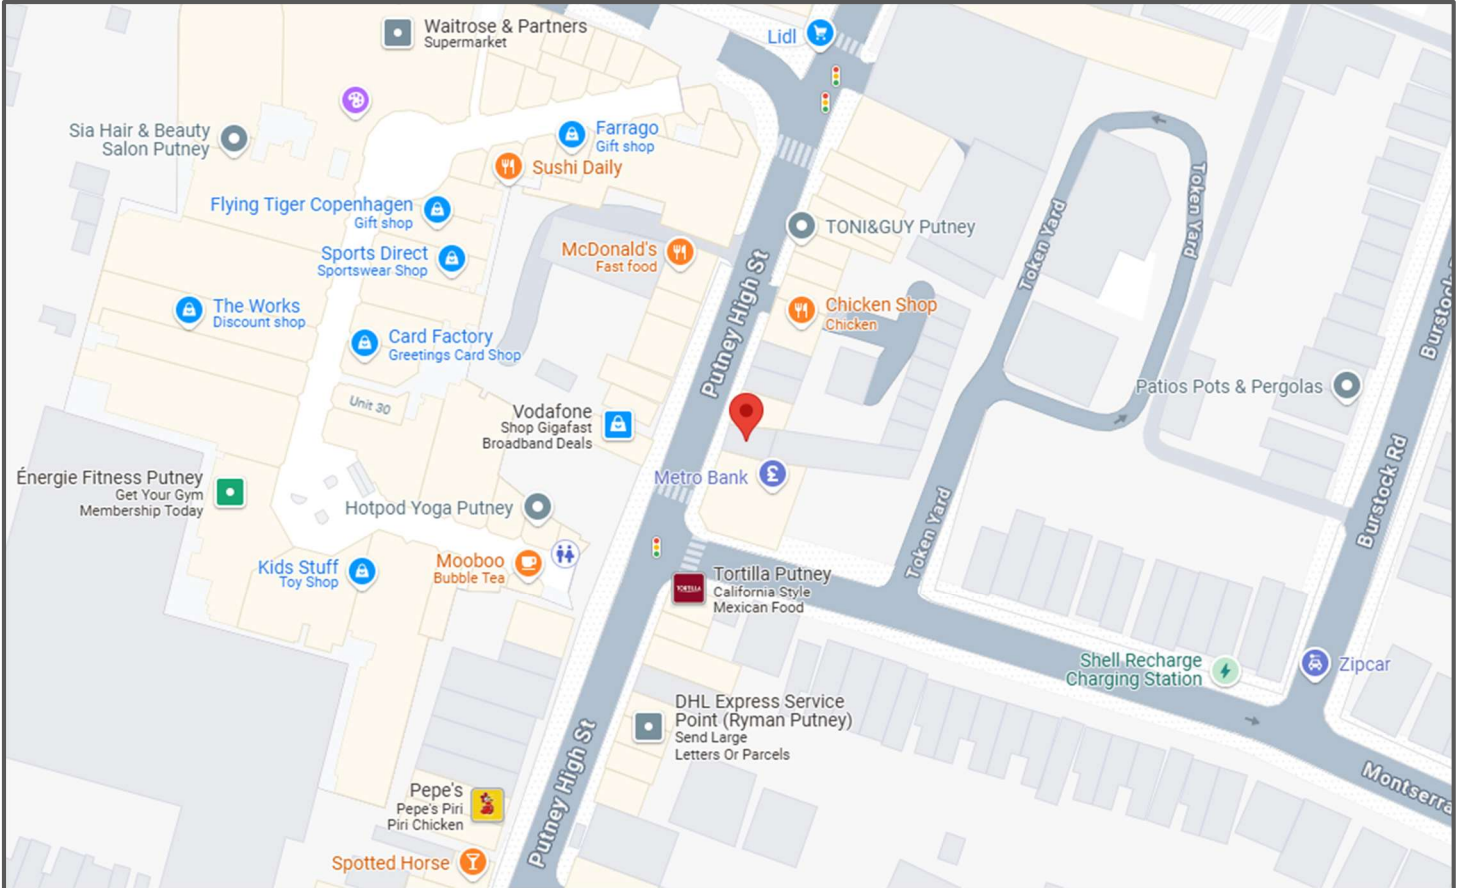 Waitrose & Partners
Supermarket
Lidl
Sia Hair & Beauty
Salon Putney
Farrago
Gift shop
Sushi Daily
Flying Tiger Copenhagen
Gift shop
Sports Direct
Sportswear Shop
McDonald's
Fast food
TONI&GUY Putney
Token Yard
Token Yard
The Works
Discount shop
Card Factory
Greetings Card Shop
Putney High St
Chicken Shop
Chicken
Unit 30
Vodafone
Shop Gigafast
Broadband Deals
Patios Pots & Pergolas
Burstock
Énergie Fitness Putney
Get Your Gym
Membership Today
Hotpod Yoga Putney
Metro Bank
£
Token Yard
Burstock Rd
Kids Stuff
Toy Shop
Mooboo
Bubble Tea
TORTILLA
Tortilla Putney
California Style
Mexican Food
Shell Recharge
Charging Station
Zipcar
DHL Express Service
Point (Ryman Putney)
Send Large
Letters Or Parcels
Putney High St
Pepe's
Pepe's Piri
Piri Chicken
Spotted Horse
Montserra